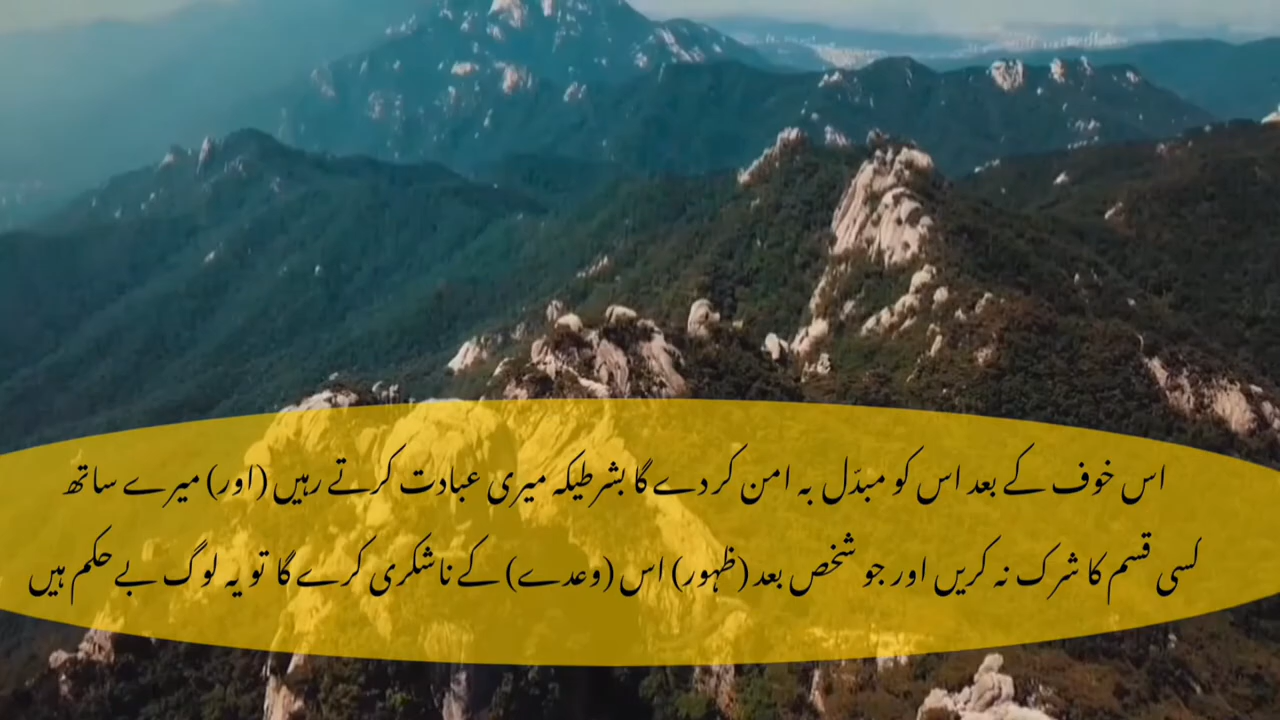 اس خوف کے بعد اس کو مبدّل بہ امن کر دے گا بشرطیکہ میری عبادت کرتے رہیں (اور) میرے ساتھ
کسی قسم کا شرک نہ کریں اور جو شخص بعد (ظہور) اس (وعدے) کے ناشکری کرے گا تو یہ لوگ بے حکم ہیں